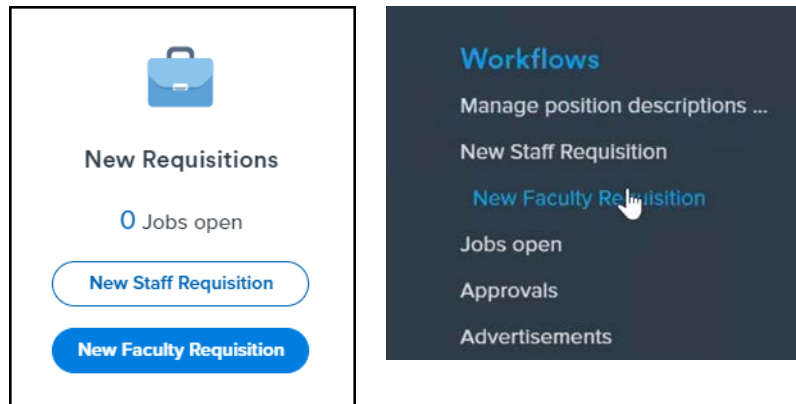 New Requisitions
0 Jobs open
New Staff Requisition
New Faculty Requisition
Workflows
Manage position descriptions ...
New Staff Requisition
New Faculty Requisition
Jobs open
Approvals
Advertisements